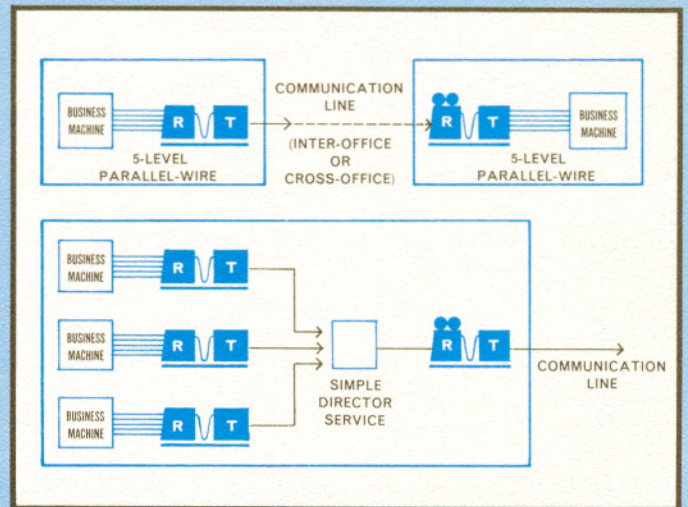 COMMUNICATION
LINE
BUSINESS
MACHINE
R T
R T
BUSINESS
MACHINE
(INTER-OFFICE
OR
CROSS-OFFICE)
5-LEVEL
PARALLEL-WIRE
5-LEVEL
PARALLEL-WIRE
BUSINESS
MACHINE
R T
BUSINESS
MACHINE
R T
R T
COMMUNICATION
LINE
SIMPLE
DIRECTOR
SERVICE
BUSINESS
MACHINE
R T